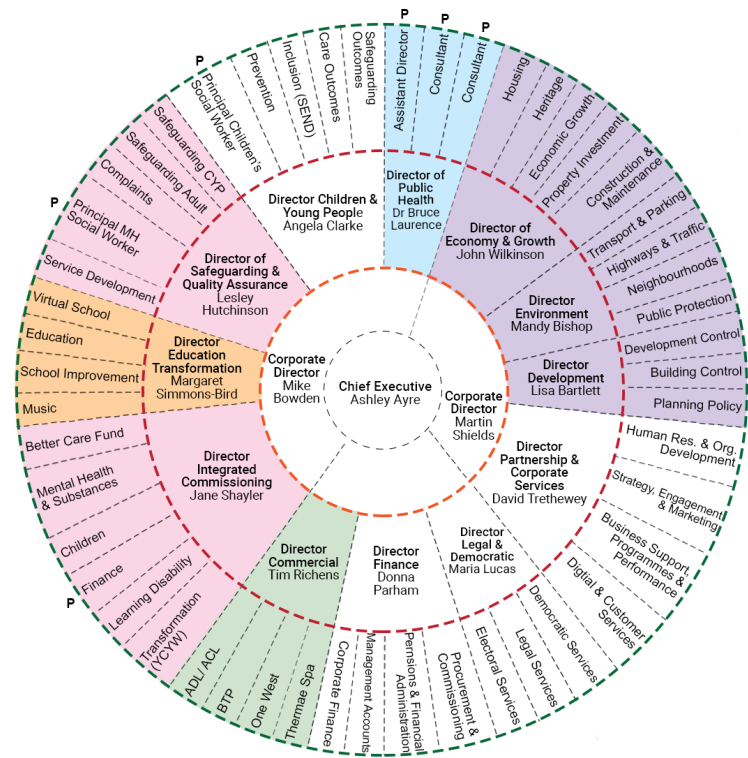 Chief Executive
Ashley Ayre
Corporate
Director
Mike
Bowden
Corporate
Director
Martin
Shields
Director of
Public
Health
Dr Bruce
Laurence
P
Assistant Director
P
Consultant
P
Consultant
Director of
Economy & Growth
John Wilkinson
Housing
Heritage
Economic Growth
Property Investment
Director
Environment
Mandy Bishop
Construction &
Maintenance
Transport & Parking
Highways & Traffic
Neighbourhoods
Public Protection
Director
Development
Lisa Bartlett
Development Control
Building Control
Planning Policy
Director
Partnership &
Corporate
Services
David Trethewey
Human Res. & Org.
Development
Strategy, Engagement
& Marketing
Business Support,
Programmes &
Performance
Digtial & Customer
Services
Director
Legal &
Democratic
Maria Lucas
Democratic Services
Legal Services
Electoral Services
Director
Finance
Donna
Parham
Procurement &
Commissioning
Pernsions & Financial
Administration
Management Accounts
Corporate Finance
Director
Commercial
Tim Richens
Thermae Spa
One West
BTP
ADL/ ACL
Director
Integrated
Commissioning
Jane Shayler
Transformation
(YCYW)
Learning Disability
P
Finance
Children
Mental Health
& Substances
Better Care Fund
Director
Education
Transformation
Margaret
Simmons-Bird
Music
School Improvement
Education
Virtual School
Director of
Safeguarding &
Quality Assurance
Lesley
Hutchinson
Service Development
P
Principal MH
Social Worker
Complaints
Safeguarding Adult
Safeguarding CYP
Director Children &
Young People
Angela Clarke
P
Principal Children's
Social Worker
Prevention
Inclusion (SEND)
Care Outcomes
Safeguarding
Outcomes